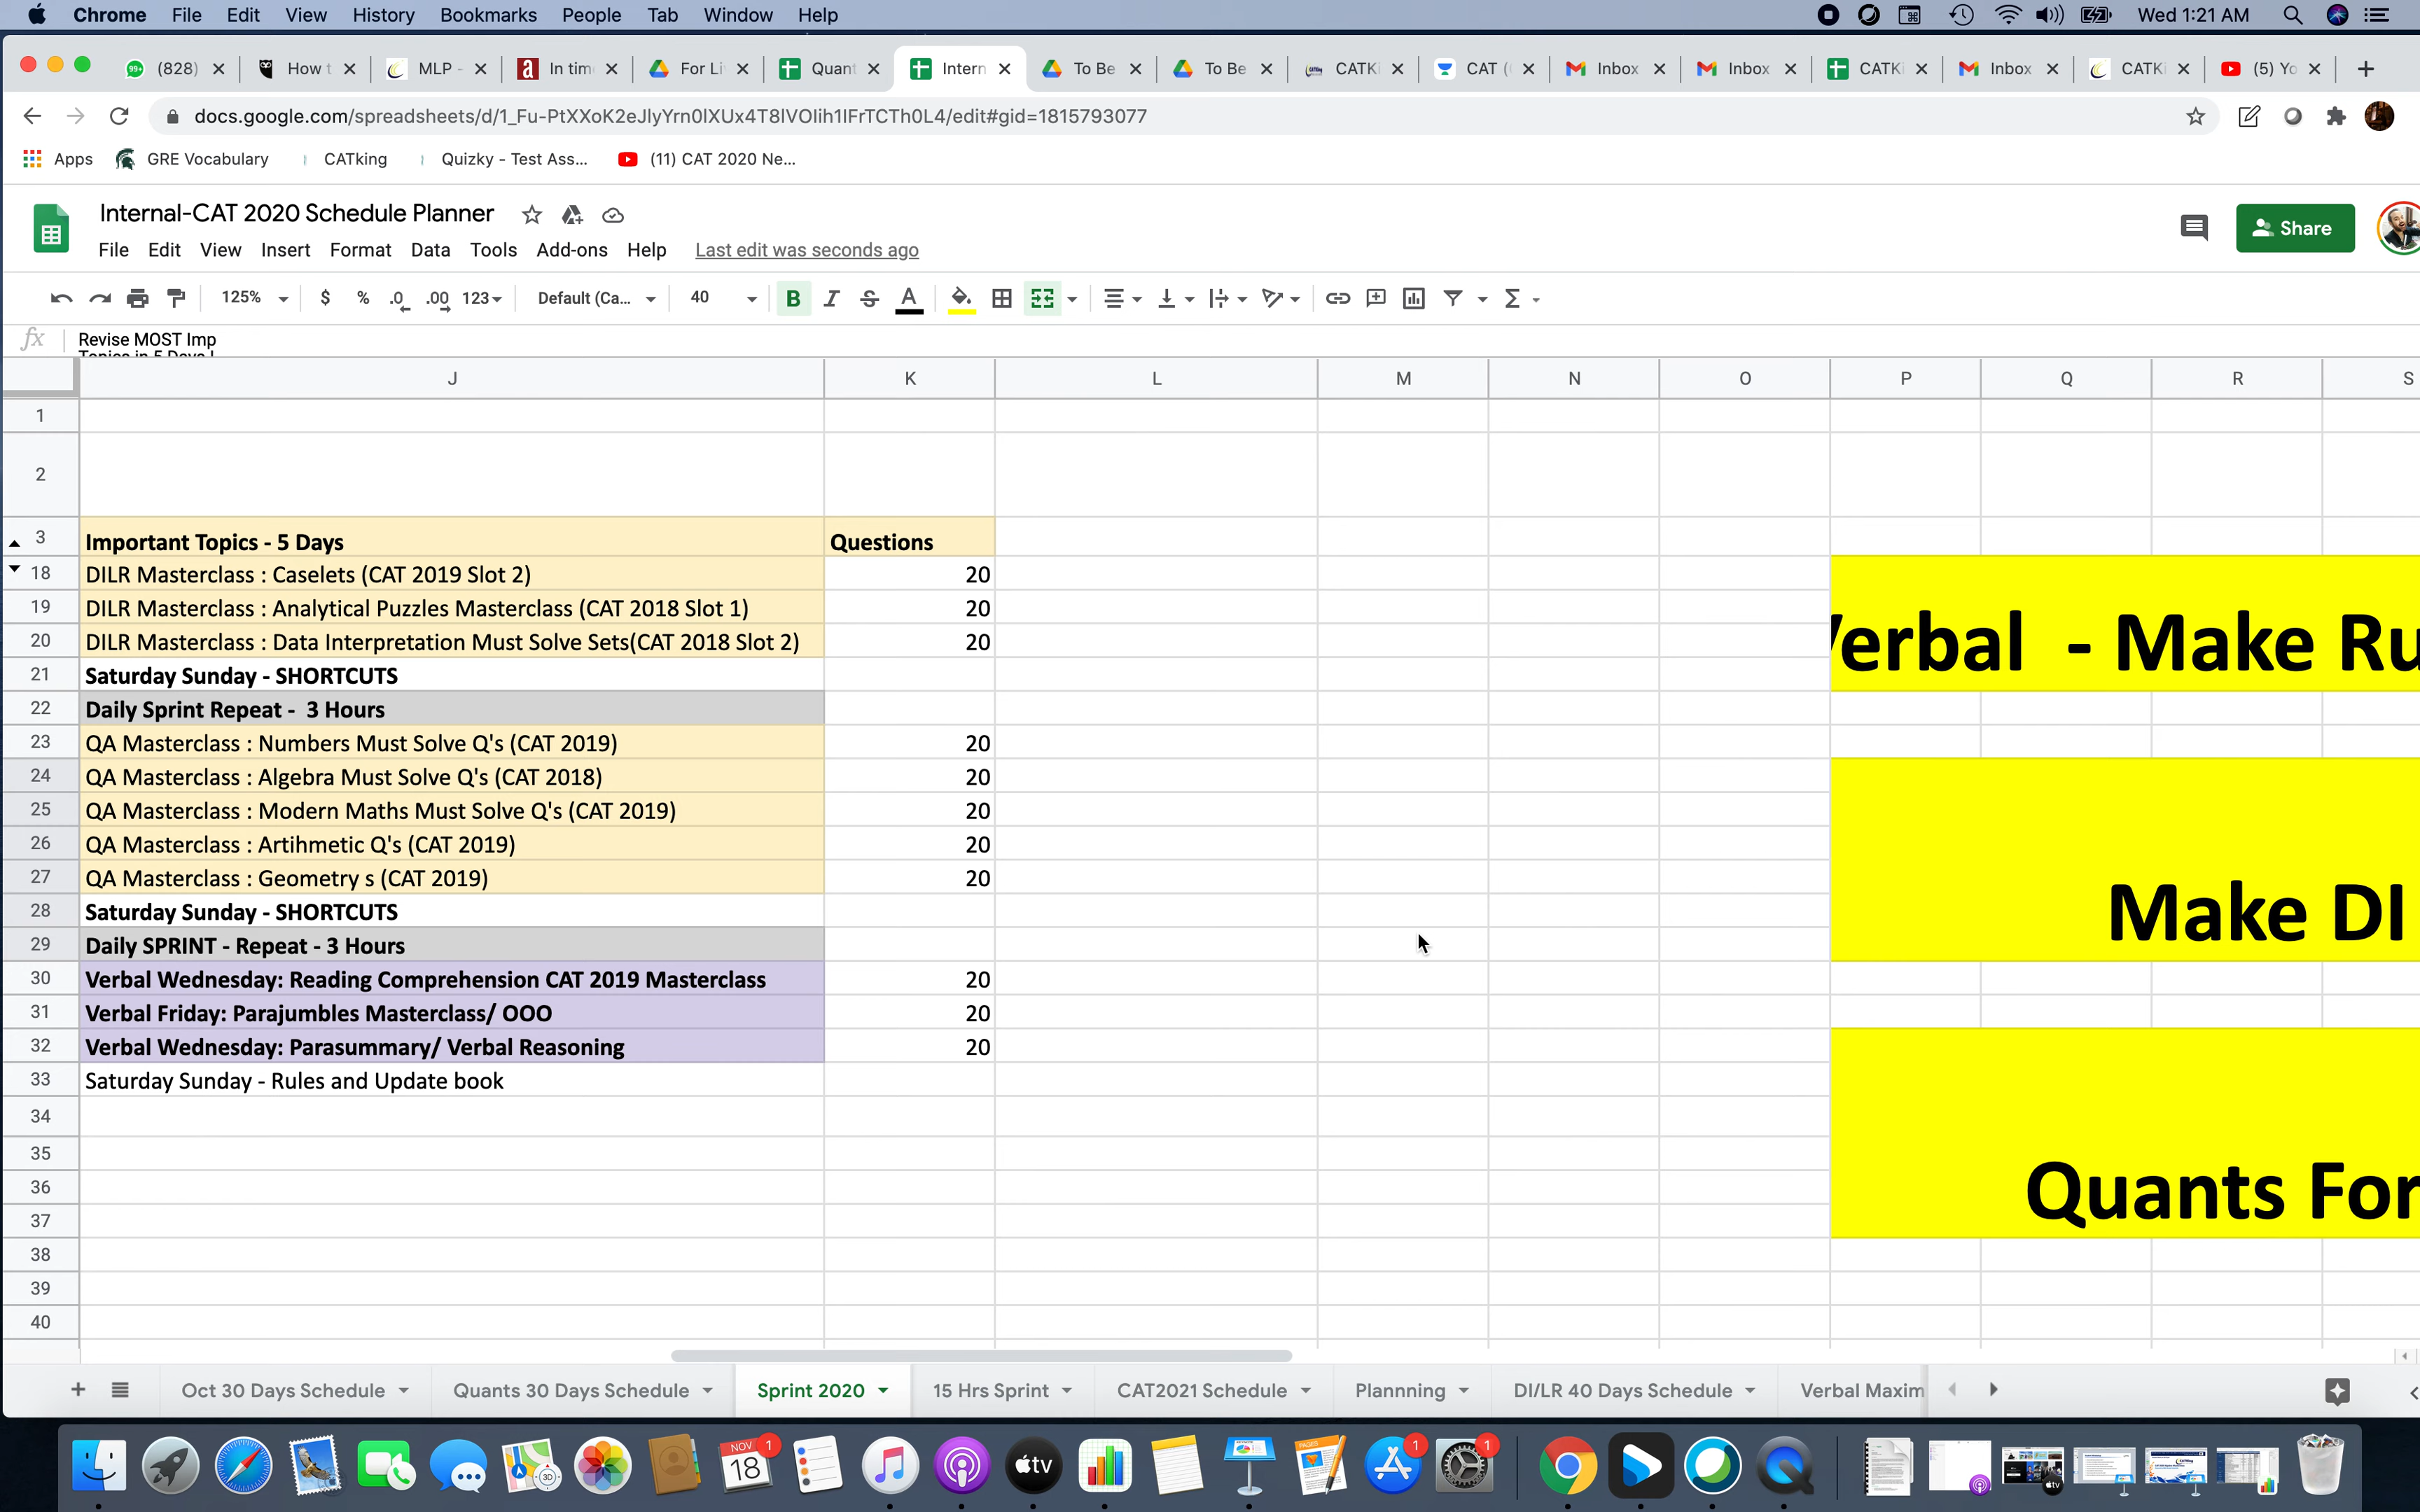 Chrome File Edit View History Bookmarks People Tab Window Help Wed 1:21 AM
(828) How t MLP - In tim For Li Quant Intern To Be To Be CATKi CAT ( Inbox Inbox CATKi Inbox CATKi (5) Yo
docs.google.com/spreadsheets/d/1_Fu-PtXXoK2eJlyYrn0lXUx4T8lVOlih1IFrTCTh0L4/edit#gid=1815793077
Apps GRE Vocabulary CATking Quizky - Test Ass... (11) CAT 2020 Ne...
Internal-CAT 2020 Schedule Planner
Share
File Edit View Insert Format Data Tools Add-ons Help Last edit was seconds ago
125% $ % .0 .00 123 Default (Ca... 40 B I S A
fx Revise MOST Imp
Topics in 5 Days !
J K L M N O P Q R S
1
2
3 Important Topics - 5 Days Questions
18 DILR Masterclass : Caselets (CAT 2019 Slot 2) 20
19 DILR Masterclass : Analytical Puzzles Masterclass (CAT 2018 Slot 1) 20
20 DILR Masterclass : Data Interpretation Must Solve Sets(CAT 2018 Slot 2) 20
erbal - Make Ru
21 Saturday Sunday - SHORTCUTS
22 Daily Sprint Repeat - 3 Hours
23 QA Masterclass : Numbers Must Solve Q's (CAT 2019) 20
24 QA Masterclass : Algebra Must Solve Q's (CAT 2018) 20
25 QA Masterclass : Modern Maths Must Solve Q's (CAT 2019) 20
26 QA Masterclass : Artihmetic Q's (CAT 2019) 20
27 QA Masterclass : Geometry s (CAT 2019) 20
28 Saturday Sunday - SHORTCUTS
Make DI
29 Daily SPRINT - Repeat - 3 Hours
30 Verbal Wednesday: Reading Comprehension CAT 2019 Masterclass 20
31 Verbal Friday: Parajumbles Masterclass/ OOO 20
32 Verbal Wednesday: Parasummary/ Verbal Reasoning 20
33 Saturday Sunday - Rules and Update book
34
35
36
Quants For
37
38
39
40
Oct 30 Days Schedule Quants 30 Days Schedule Sprint 2020 15 Hrs Sprint CAT2021 Schedule Plannning DI/LR 40 Days Schedule Verbal Maxim
NOV 18 1 tv PAGES 1 1